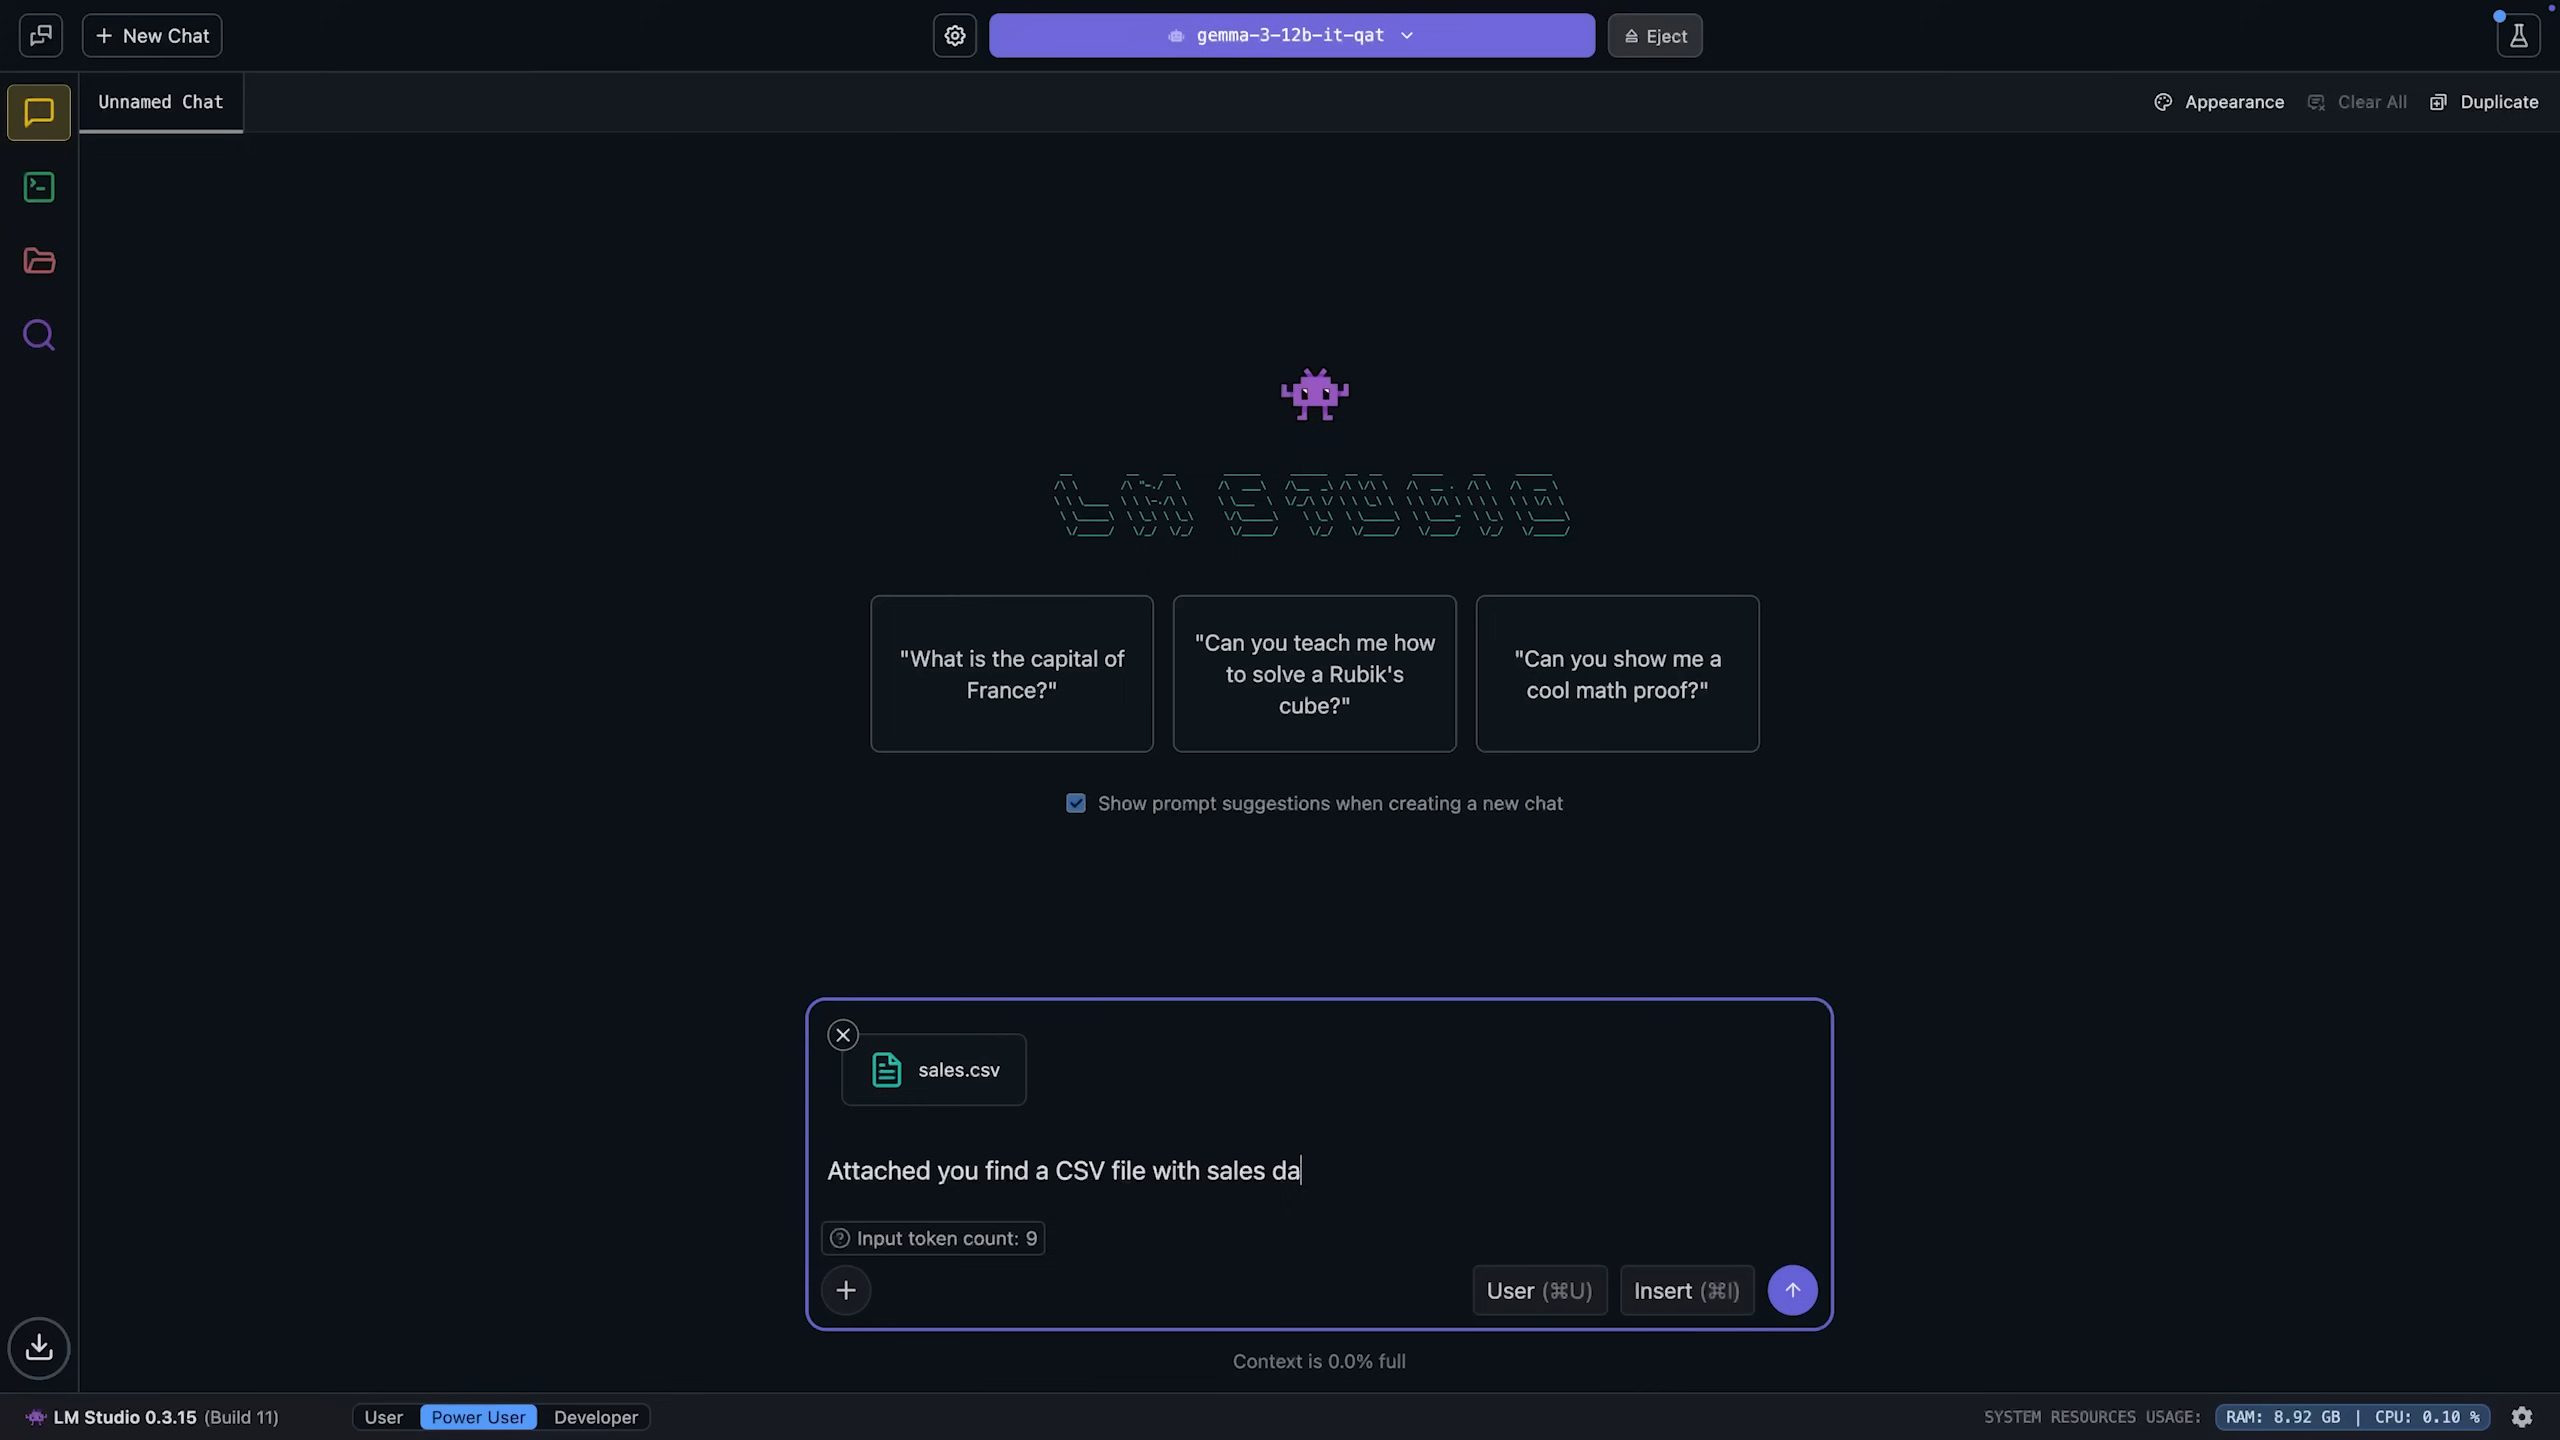 New Chat
gemma-3-12b-it-qat
Eject
Unnamed Chat
Appearance
Clear All
Duplicate
LM STUDIO
"What is the capital of
France?"
"Can you teach me how
to solve a Rubik's
cube?"
"Can you show me a
cool math proof?"
Show prompt suggestions when creating a new chat
sales.csv
Attached you find a CSV file with sales da
Input token count: 9
User (⌘U)
Insert (⌘I)
Context is 0.0% full
LM Studio 0.3.15 (Build 11)
User
Power User
Developer
SYSTEM RESOURCES USAGE:
RAM: 8.92 GB | CPU: 0.10 %